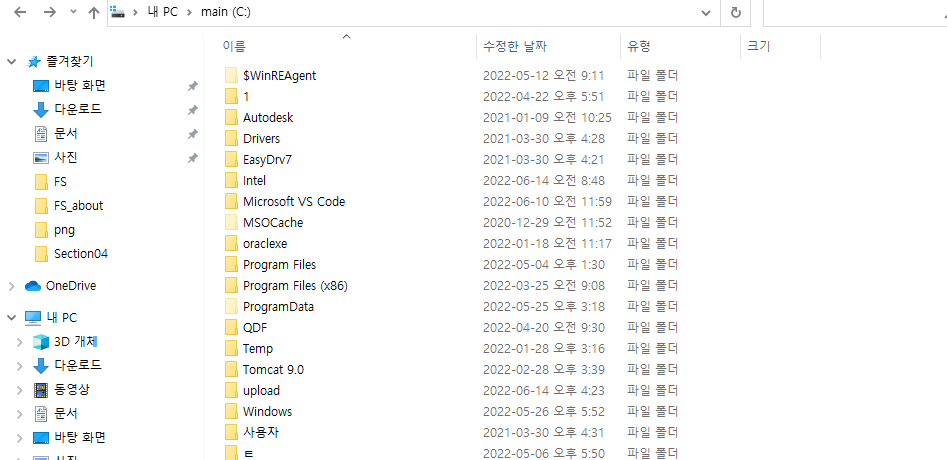 내 PC > main (C:)
이름 수정한 날짜 유형 크기
즐겨찾기
바탕 화면
다운로드
문서
사진
FS
FS_about
png
Section04
OneDrive
내 PC
3D 개체
다운로드
동영상
문서
바탕 화면
$WinREAgent 2022-05-12 오전 9:11 파일 폴더
1 2022-04-22 오후 5:51 파일 폴더
Autodesk 2021-01-09 오전 10:25 파일 폴더
Drivers 2021-03-30 오후 4:28 파일 폴더
EasyDrv7 2021-03-30 오후 4:21 파일 폴더
Intel 2022-06-14 오전 8:48 파일 폴더
Microsoft VS Code 2022-06-10 오전 11:59 파일 폴더
MSOCache 2020-12-29 오전 11:52 파일 폴더
oraclexe 2022-01-18 오전 11:17 파일 폴더
Program Files 2022-05-04 오후 1:30 파일 폴더
Program Files (x86) 2022-03-25 오전 9:08 파일 폴더
ProgramData 2022-05-25 오후 3:18 파일 폴더
QDF 2022-04-20 오전 9:30 파일 폴더
Temp 2022-01-28 오후 3:16 파일 폴더
Tomcat 9.0 2022-02-28 오후 3:39 파일 폴더
upload 2022-06-14 오후 4:23 파일 폴더
Windows 2022-05-26 오후 5:52 파일 폴더
사용자 2021-03-30 오후 4:31 파일 폴더
ㅌ 2022-05-06 오후 5:50 파일 폴더